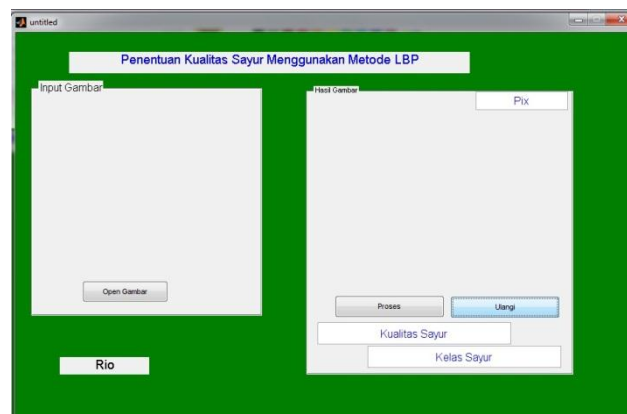 untitled
Penentuan Kualitas Sayur Menggunakan Metode LBP
Input Gambar
Open Gambar
Rio
Hasil Gambar
Pix
Proses
Ulangi
Kualitas Sayur
Kelas Sayur